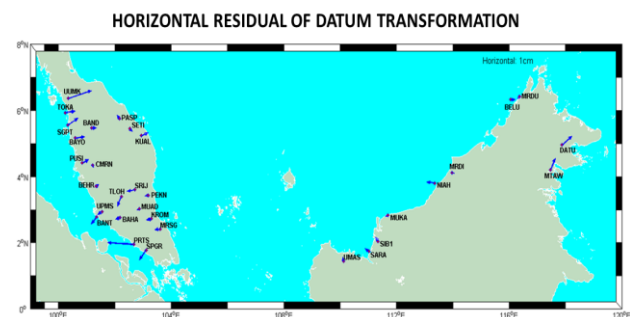 HORIZONTAL RESIDUAL OF DATUM TRANSFORMATION
8°N
Horizontal: 1cm
UUMK
MRDU
TOKA
BELU
6°N
PASP
BAND
SETI
SGPT
KUAL
BAYO
DATU
PUSI
CMRN
MRDI
MTAW
4°N
BEHR
SRIJ
MAH
TLOH
PEKN
UPMS
MUAD
KROM
MUKA
BANT
BAHA
MRSG
2°N
PRTS
SIB1
SPGR
UMAS
SARA
0°
100°E
104°E
108°E
112°E
116°E
120°E